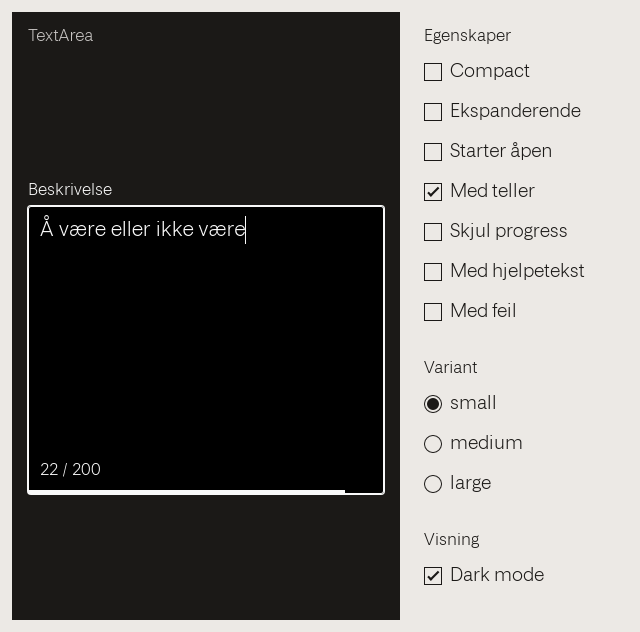 TextArea
Beskrivelse
Å være eller ikke være
22 / 200
Egenskaper
Compact
Ekspanderende
Starter åpen
Med teller
Skjul progress
Med hjelpetekst
Med feil
Variant
small
medium
large
Visning
Dark mode